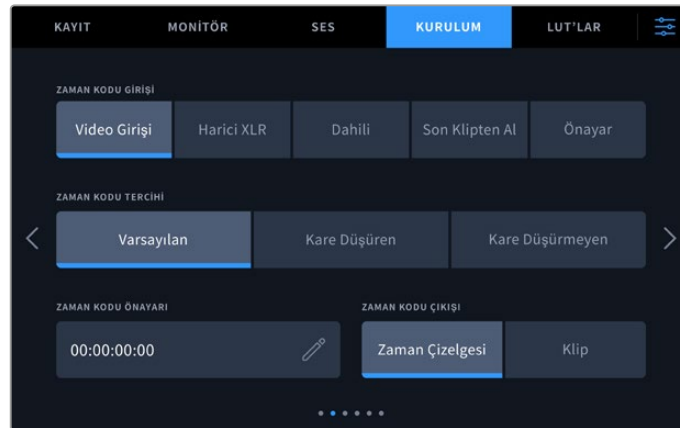 KAYIT MONİTÖR SES KURULUM LUT'LAR
ZAMAN KODU GİRİŞİ
Video Girişi Harici XLR Dahili Son Klipten Al Önayar
ZAMAN KODU TERCİHİ
Varsayılan Kare Düşüren Kare Düşürmeyen
ZAMAN KODU ÖNAYARI ZAMAN KODU ÇIKIŞI
00:00:00:00 Zaman Çizelgesi Klip